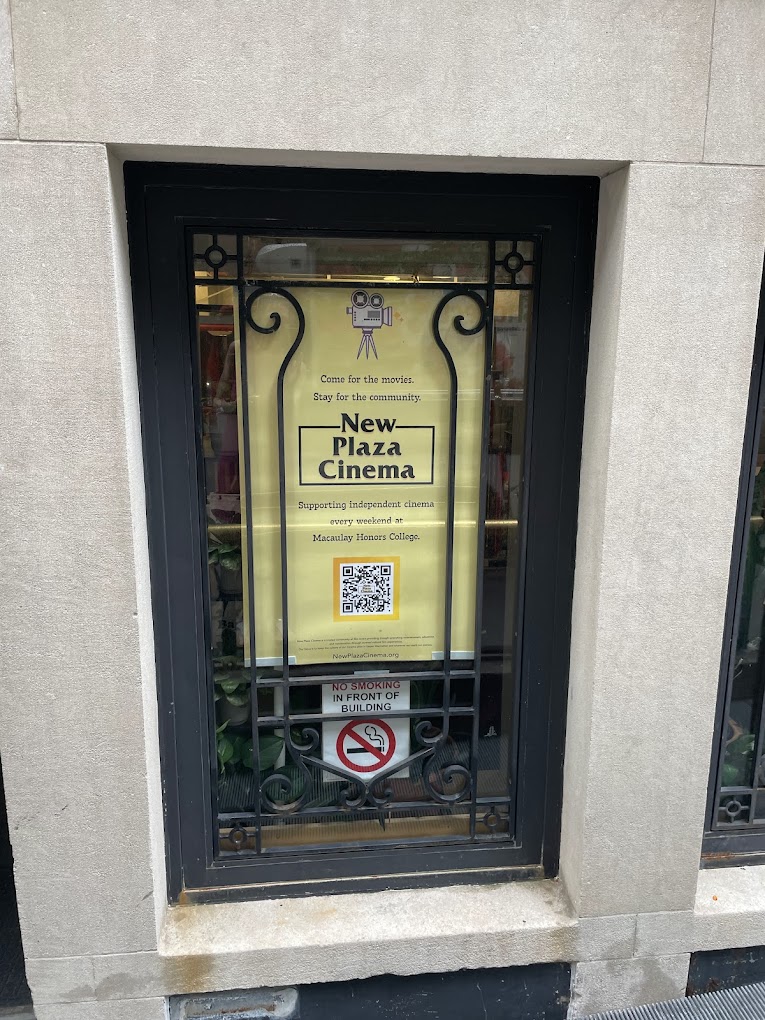 Come for the movies.
Stay for the community.
New
Plaza
Cinema
Supporting independent cinema
every weekend at
Macaulay Honors College.
NewPlazaCinema.org
NO SMOKING
IN FRONT OF
BUILDING